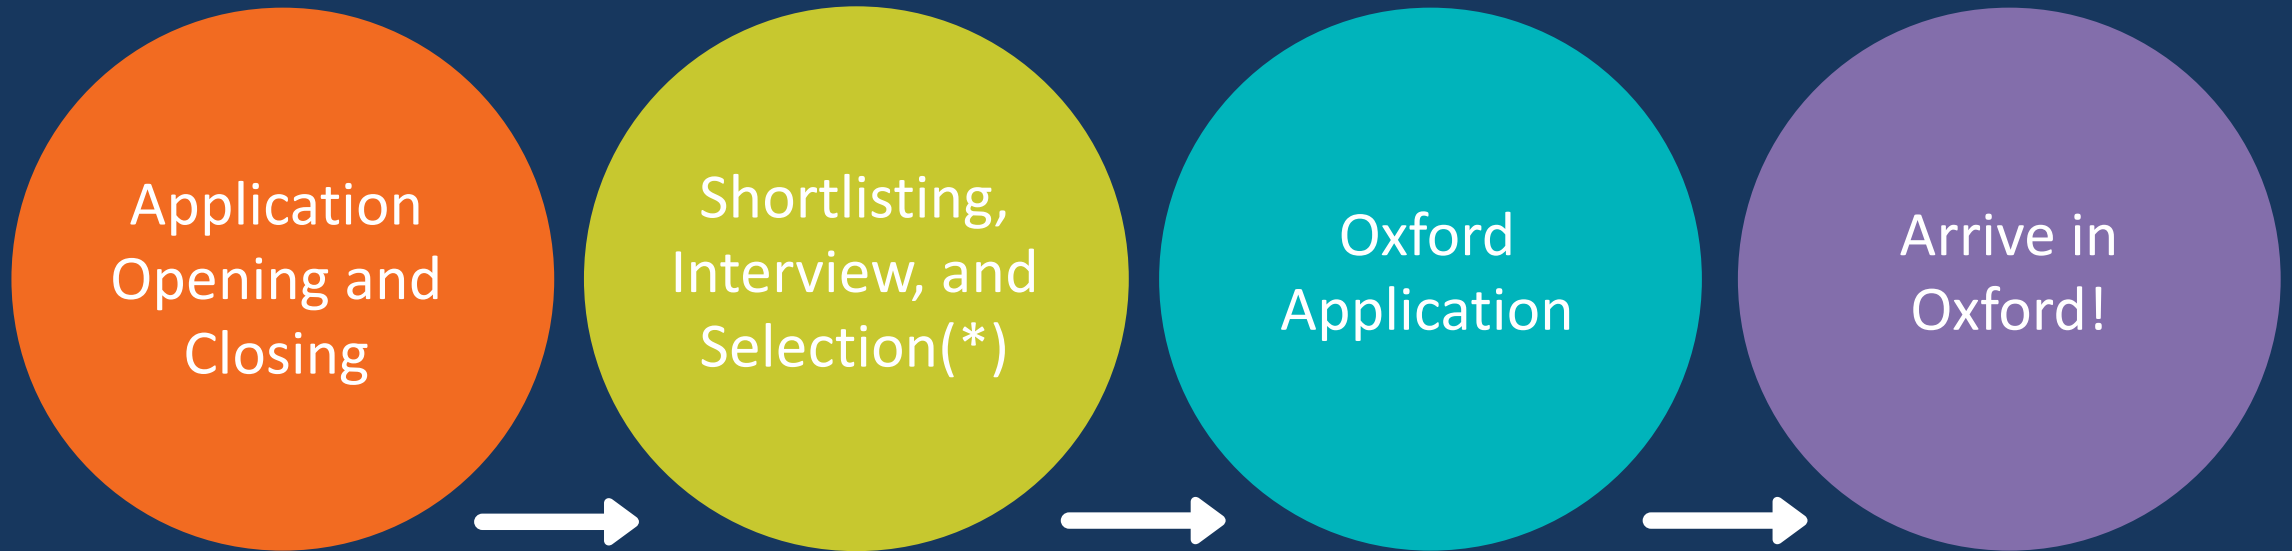 Application
Opening and
Closing
Shortlisting,
Interview, and
Selection(*)
Oxford
Application
Arrive in
Oxford!